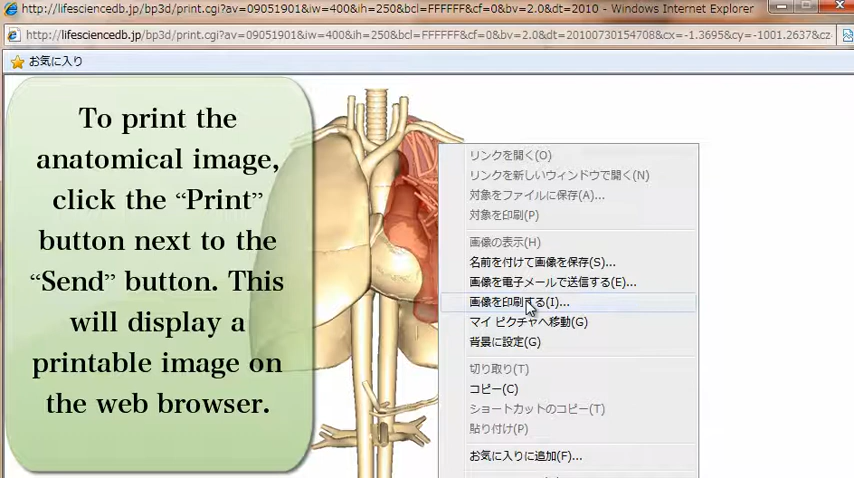 http://lifesciencedb.jp/bp3d/print.cgi?av=09051901&iw=400&ih=250&bcl=FFFFFF&cf=0&bv=2.0&dt=2010 - Windows Internet Explorer
http://lifesciencedb.jp/bp3d/print.cgi?av=09051901&iw=400&ih=250&bcl=FFFFFF&cf=0&bv=2.0&dt=20100730154708&cx=-1.3695&cy=-1001.2637&cz
お気に入り
To print the
anatomical image,
click the “Print”
button next to the
“Send” button. This
will display a
printable image on
the web browser.
リンクを開く(O)
リンクを新しいウィンドウで開く(N)
対象をファイルに保存(A)...
対象を印刷(P)
画像の表示(H)
名前を付けて画像を保存(S)...
画像を電子メールで送信する(E)...
画像を印刷する(I)...
マイ ピクチャへ移動(G)
背景に設定(G)
切り取り(T)
コピー(C)
ショートカットのコピー(T)
貼り付け(P)
お気に入りに追加(F)...